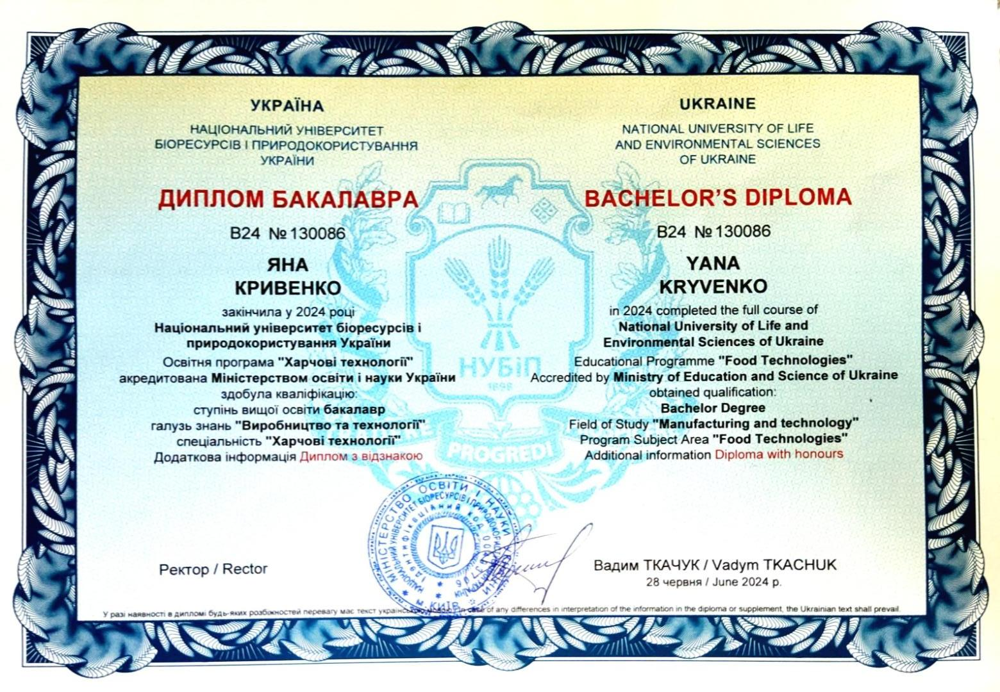 УКРАЇНА
НАЦІОНАЛЬНИЙ УНІВЕРСИТЕТ
БІОРЕСУРСІВ І ПРИРОДОКОРИСТУВАННЯ
УКРАЇНИ
ДИПЛОМ БАКАЛАВРА
В24 № 130086
ЯНА
КРИВЕНКО
закінчила у 2024 році
Національний університет біоресурсів і
природокористування України
Освітня програма "Харчові технології"
акредитована Міністерством освіти і науки України
здобула кваліфікацію:
ступінь вищої освіти бакалавр
галузь знань "Виробництво та технології"
спеціальність "Харчові технології"
Додаткова інформація Диплом з відзнакою
UKRAINE
NATIONAL UNIVERSITY OF LIFE
AND ENVIRONMENTAL SCIENCES
OF UKRAINE
BACHELOR'S DIPLOMA
B24 № 130086
YANA
KRYVENKO
in 2024 completed the full course of
National University of Life and
Environmental Sciences of Ukraine
Educational Programme "Food Technologies"
Accredited by Ministry of Education and Science of Ukraine
obtained qualification:
Bachelor Degree
Field of Study "Manufacturing and technology"
Program Subject Area "Food Technologies"
Additional information Diploma with honours
НУБіП
1898
PROGREDI
МІНІСТЕРСТВО ОСВІТИ І НАУКИ
НАЦІОНАЛЬНИЙ УНІВЕРСИТЕТ БІОРЕСУРСІВ І
Ідентифікаційний код
м. КИЇВ
Ректор / Rector
Вадим ТКАЧУК / Vadym TKACHUK
28 червня / June 2024 р.
У разі наявності в дипломі будь-яких розбіжностей перевагу має текст In case of any differences in interpretation of the information in the diploma or supplement, the Ukrainian text shall prevail.